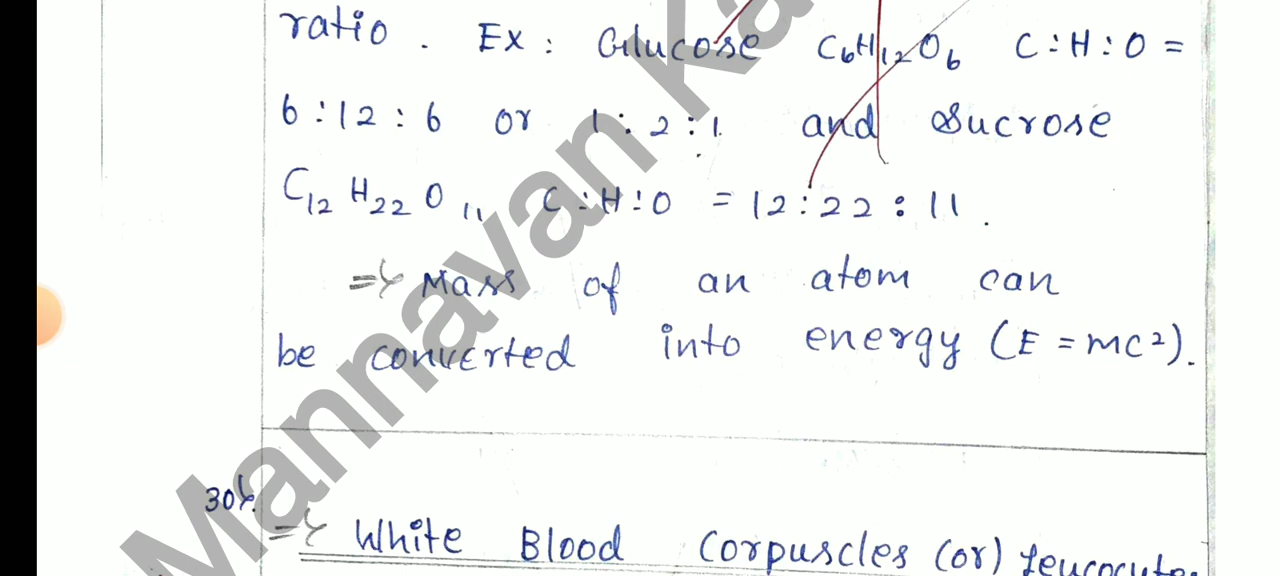 ratio . Ex : Glucose C₆H₁₂O₆ C:H:O =
6:12:6 or 1:2:1 and Sucrose
C₁₂H₂₂O₁₁ C:H:O = 12:22:11.
=> Mass of an atom can
be converted into energy (E = mc²).
30).
=> White Blood Corpuscles (or)
Mannavan